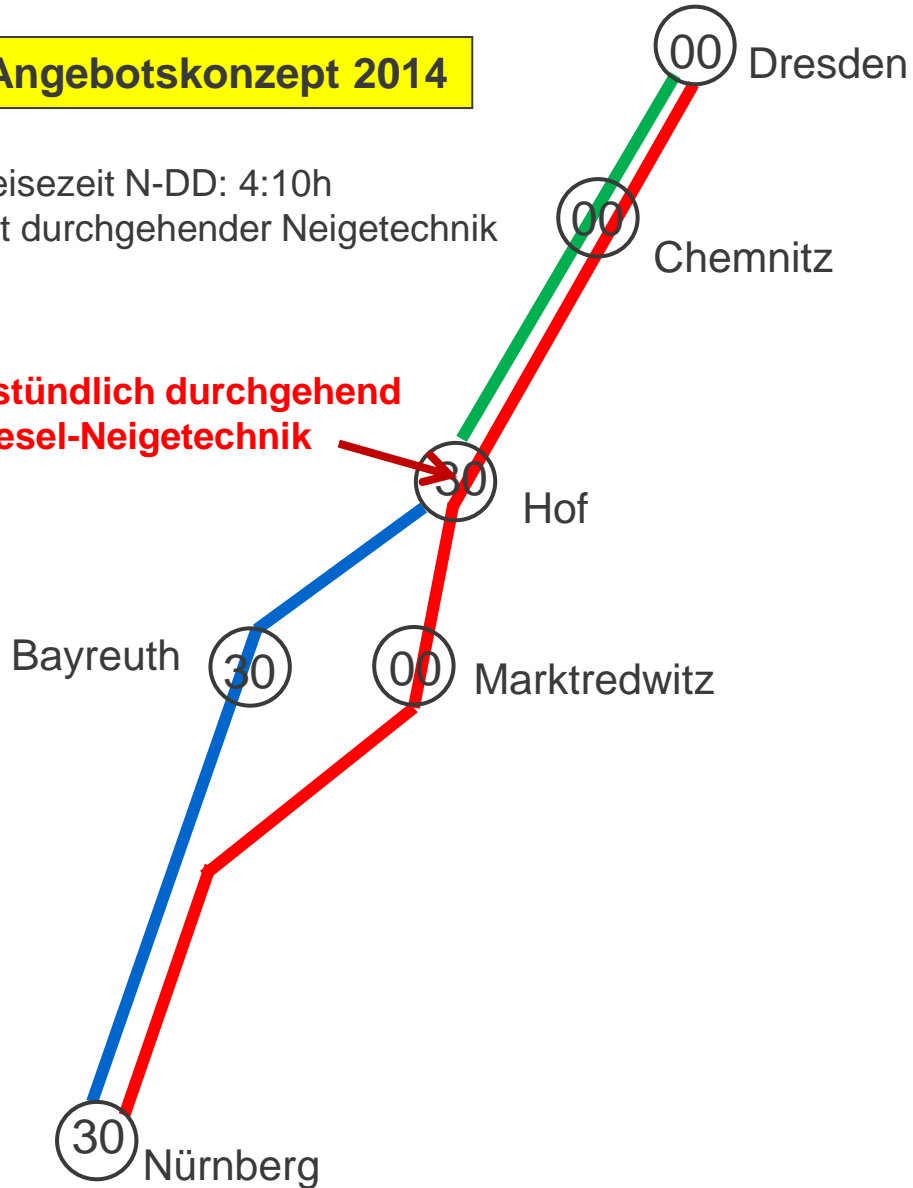 Angebotskonzept 2014
00
Dresden
eisezeit N-DD: 4:10h
t durchgehender Neigetechnik
00
Chemnitz
stündlich durchgehend
esel-Neigetechnik
30
Hof
Bayreuth
30
00
Marktredwitz
30
Nürnberg